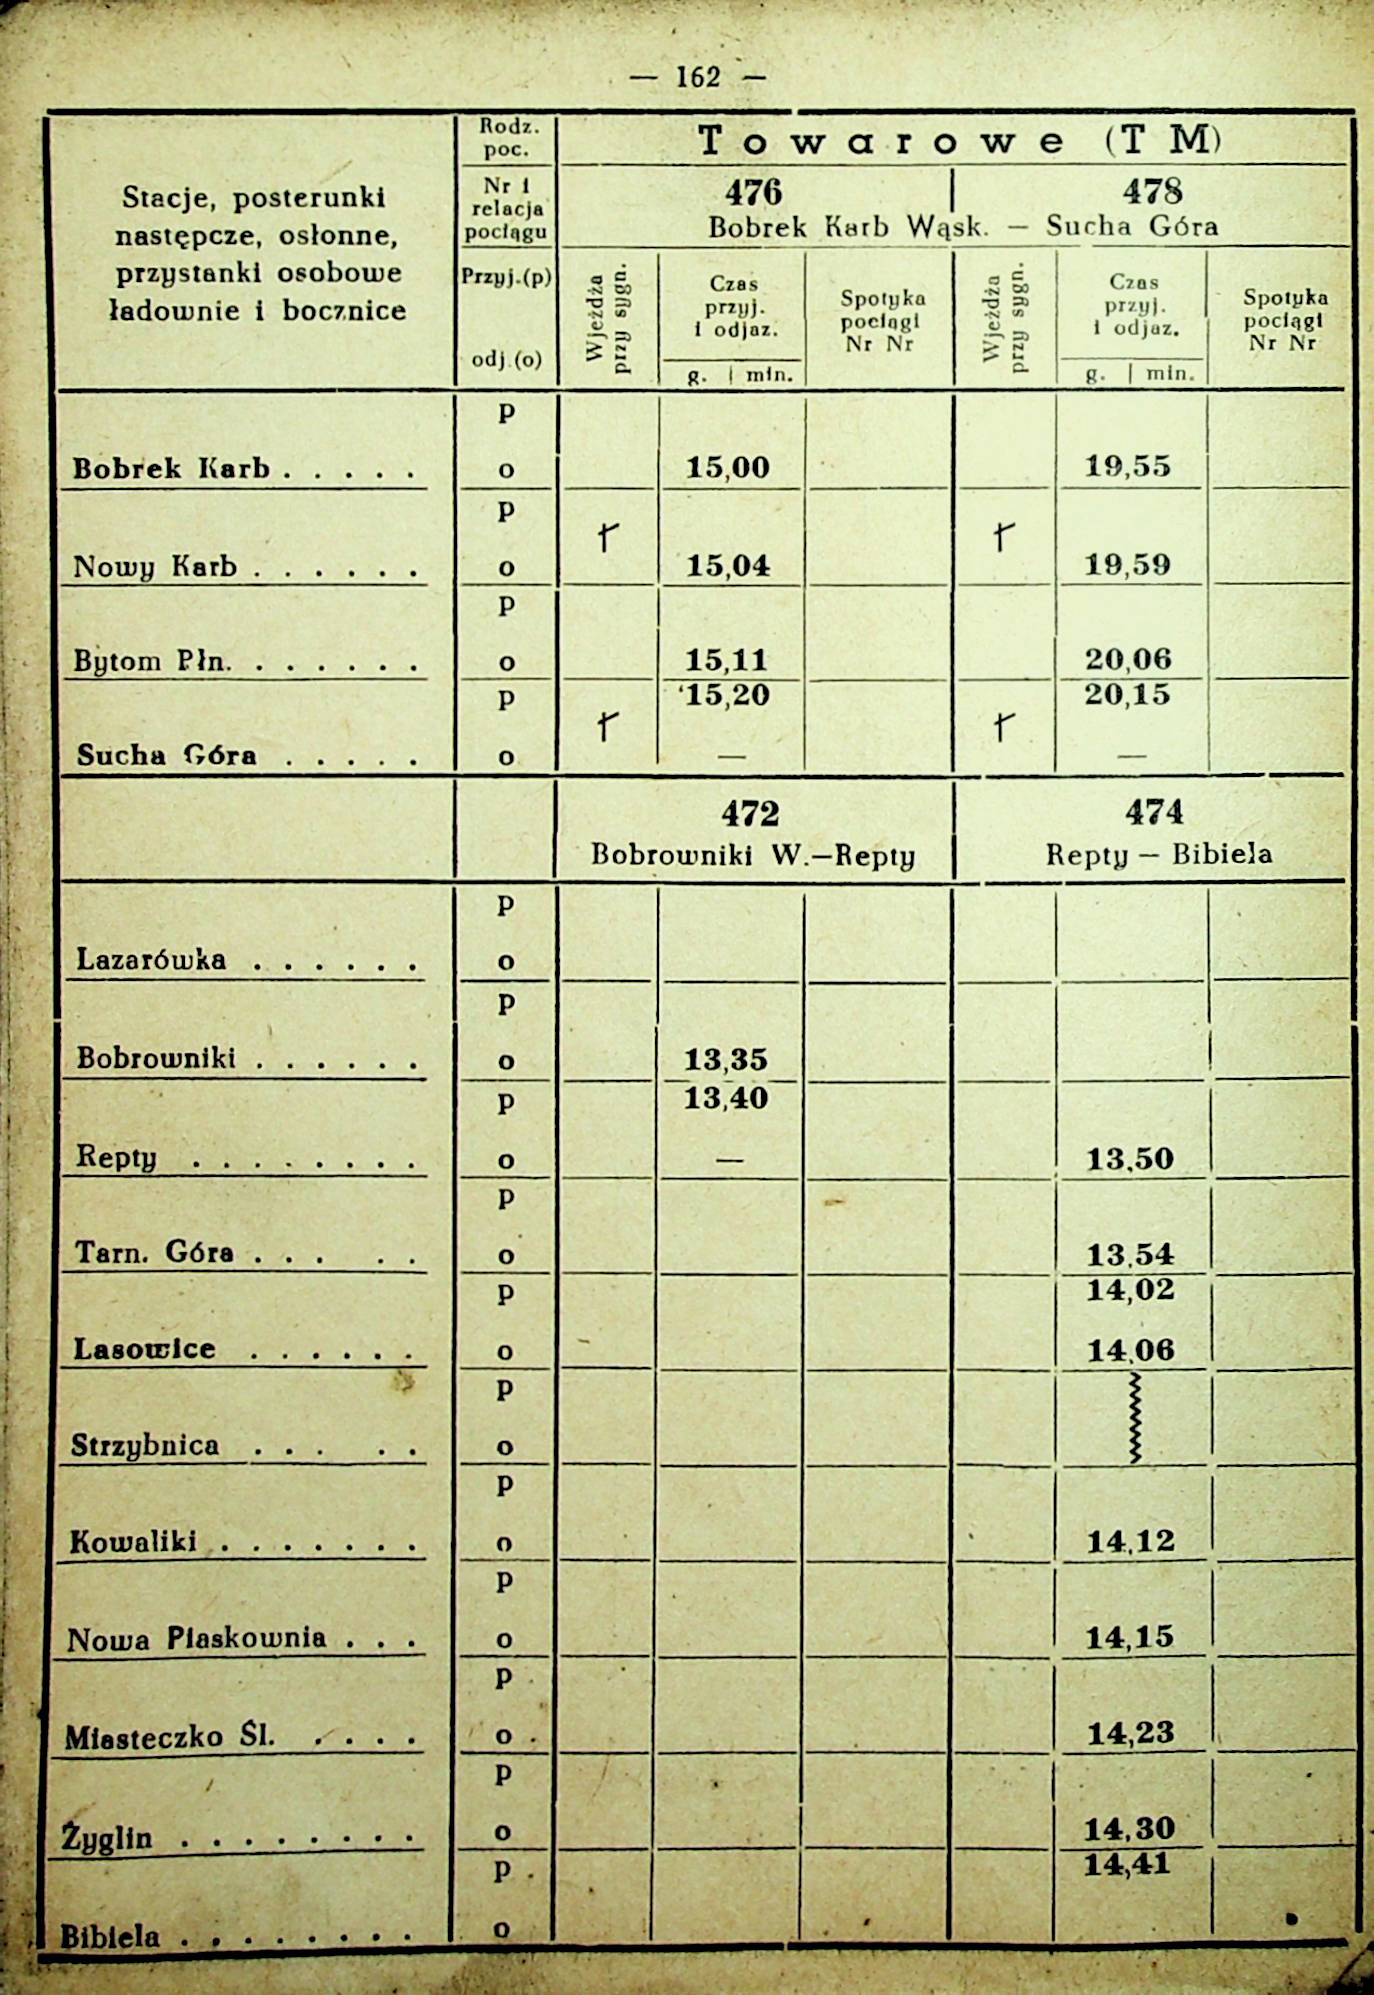 — 162 —
Stacje, posterunki
następcze, osłonne,
przystanki osobowe
ładownie i bocznice
Rodz.
poc.
Nr i
relacja
pociągu
Przyj.(p)
odj.(o)
Towarowe (TM)
476 478
Bobrek Karb Wąsk. — Sucha Góra
Wjeżdża
przy sygn.
Czas
przyj.
i odjaz.
g. | min.
Spotyka
pociągi
Nr Nr
Wjeżdża
przy sygn.
Czas
przyj.
i odjaz.
g. | min.
Spotyka
pociągi
Nr Nr
p
Bobrek Karb . . . . . o 15,00 19,55
p
Nowy Karb . . . . . . o 15,04 19,59
p
Bytom Płn. . . . . . . o 15,11 20,06
p 15,20 20,15
Sucha Góra . . . . . o — —
472 474
Bobrowniki W.—Repty Repty — Bibiela
p
Lazarówka . . . . . . o
p
Bobrowniki . . . . . . o 13,35
p 13,40
Repty . . . . . . . . o — 13,50
p
Tarn. Góra . . . . . o 13,54
p 14,02
Lasowice . . . . . . o 14,06
p
Strzybnica . . . . . o
p
Kowaliki . . . . . . . o 14,12
p
Nowa Piaskownia . . . o 14,15
p
Miasteczko Śl. . . . . o 14,23
p
Żyglin . . . . . . . . o 14,30
p 14,41
Bibiela . . . . . . . . o